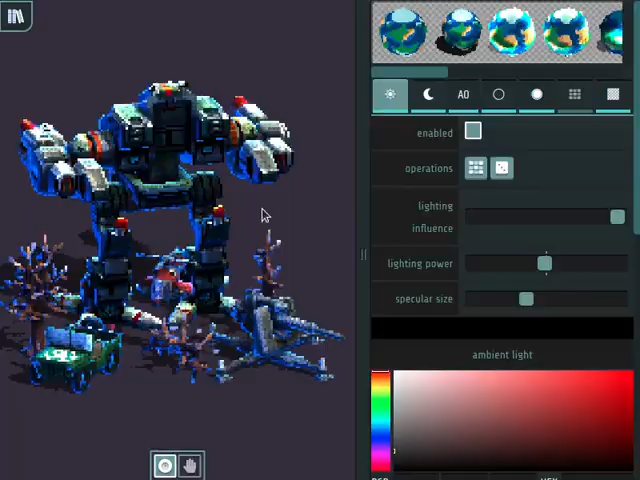 AO
enabled
operations
lighting
influence
lighting power
specular size
ambient light